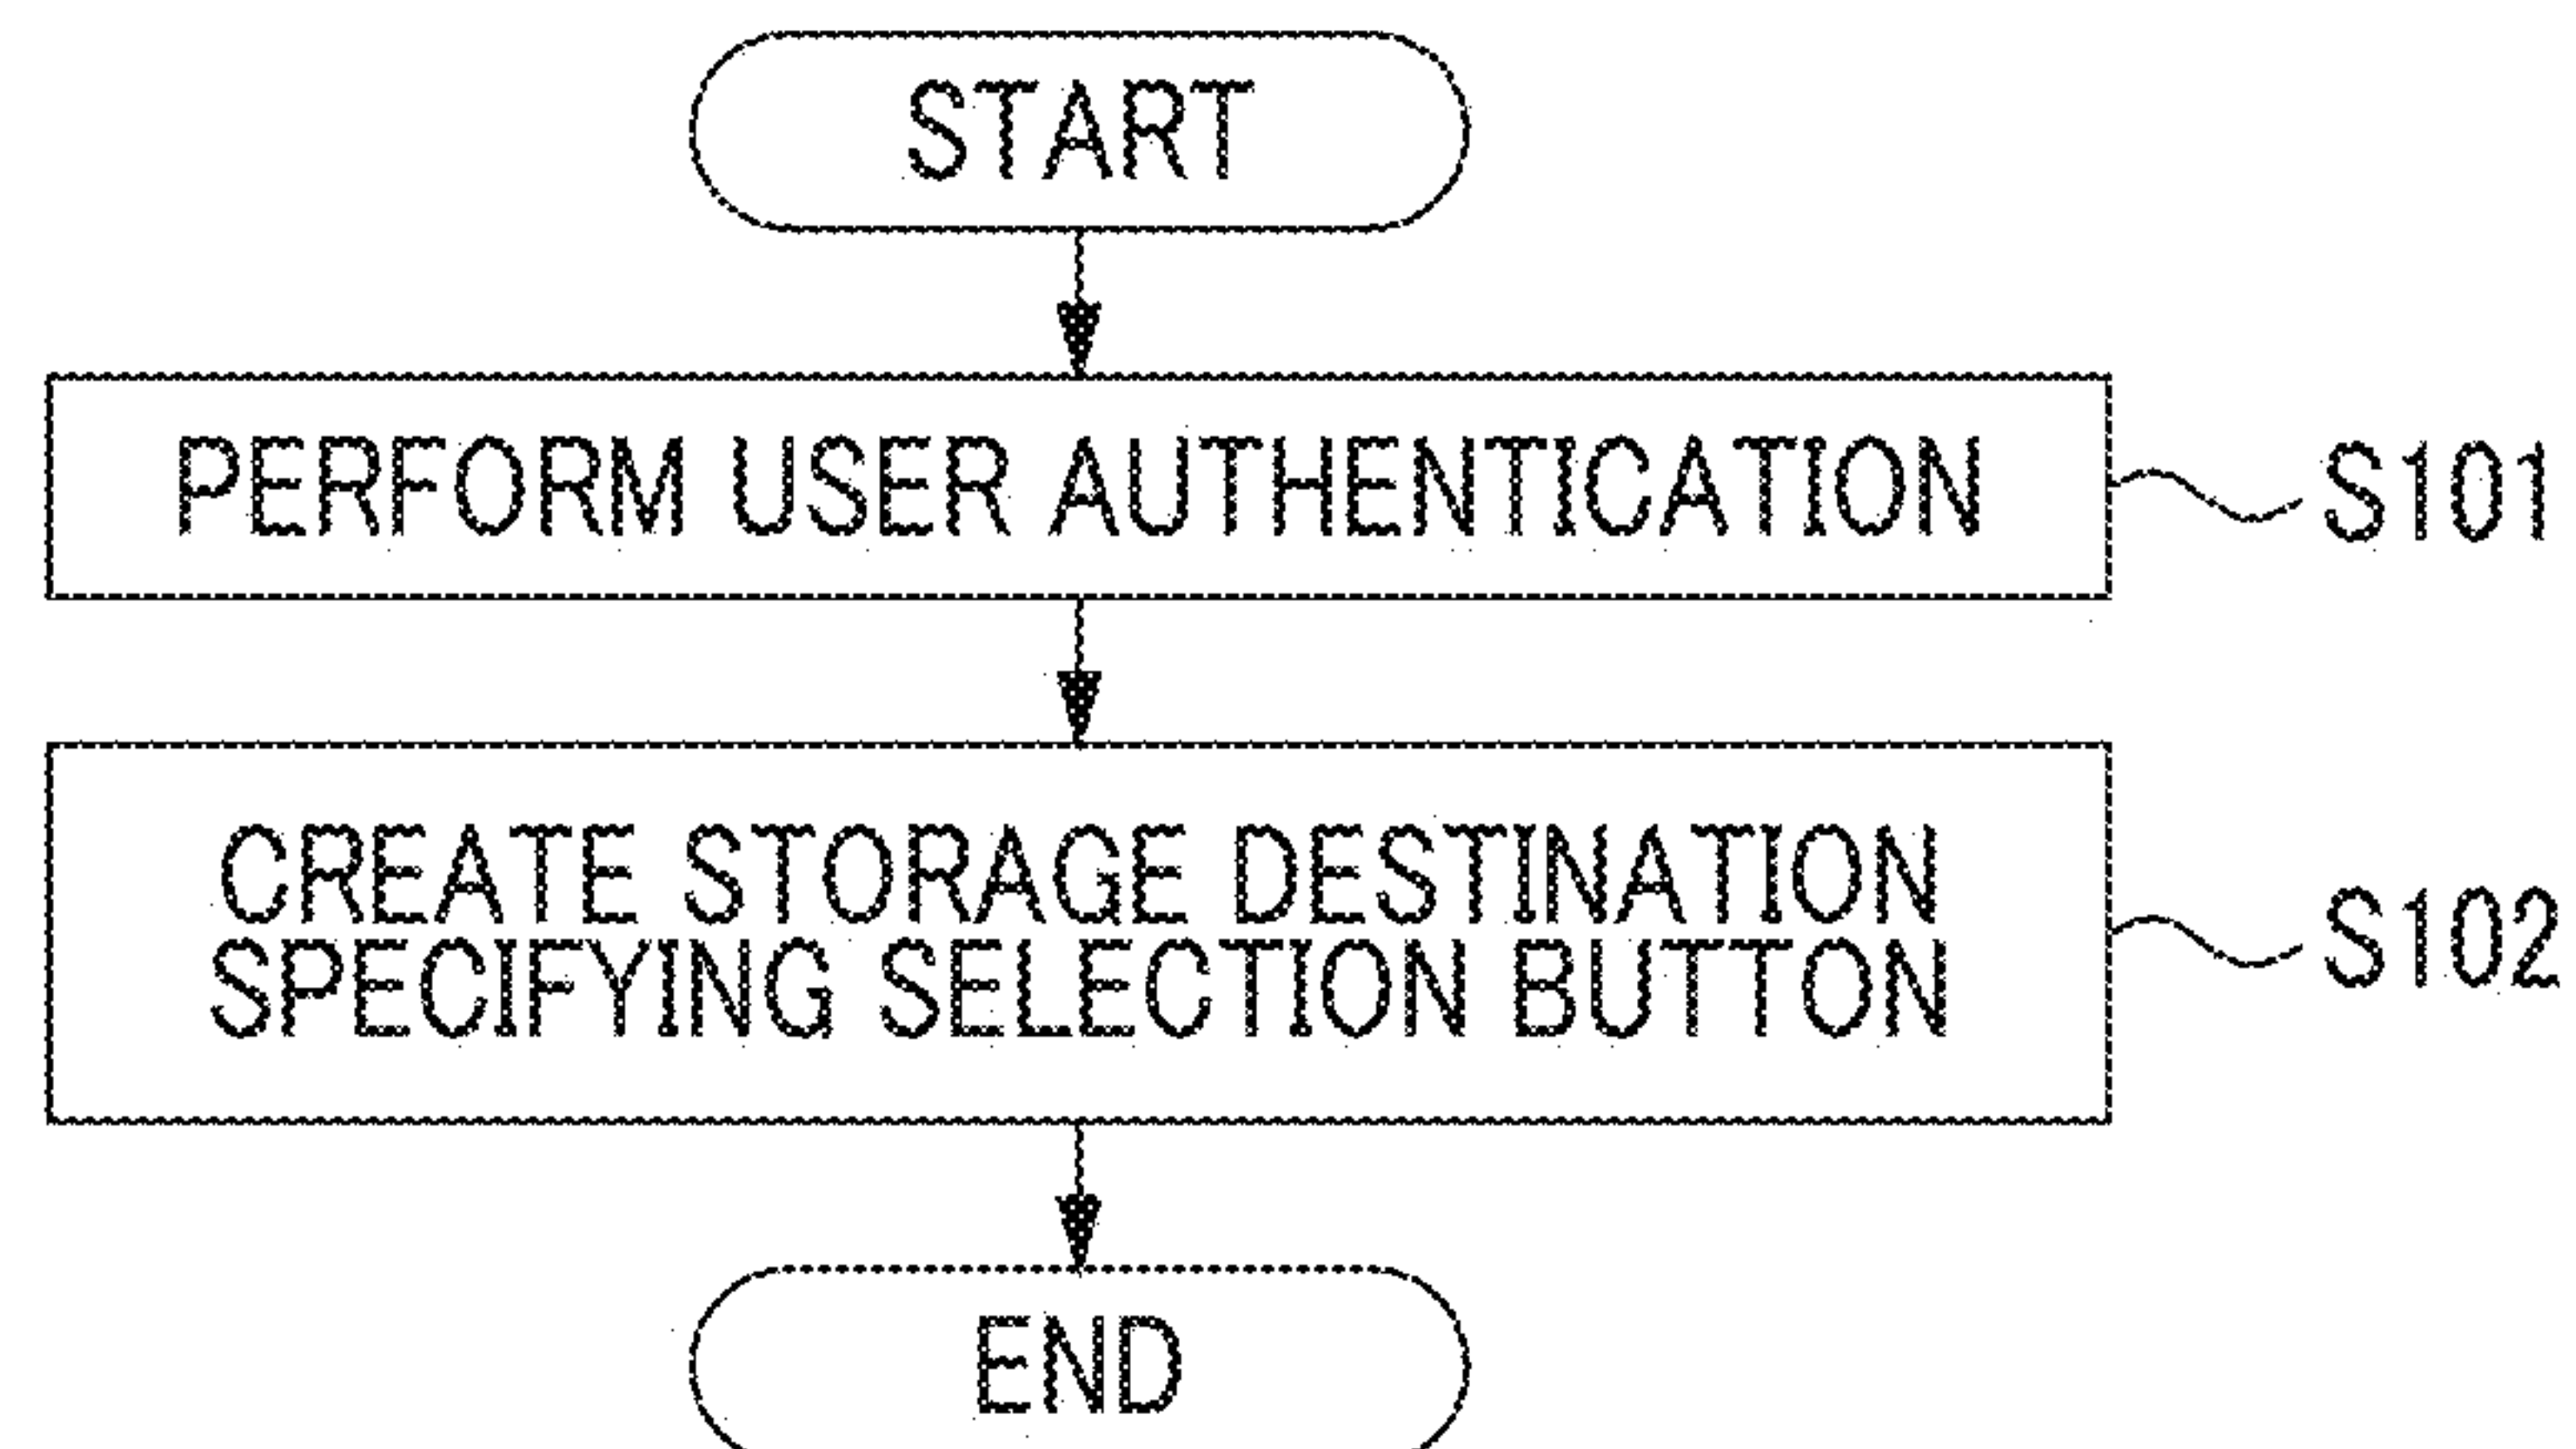 START
PERFORM USER AUTHENTICATION
S101
CREATE STORAGE DESTINATION
SPECIFYING SELECTION BUTTON
S102
END